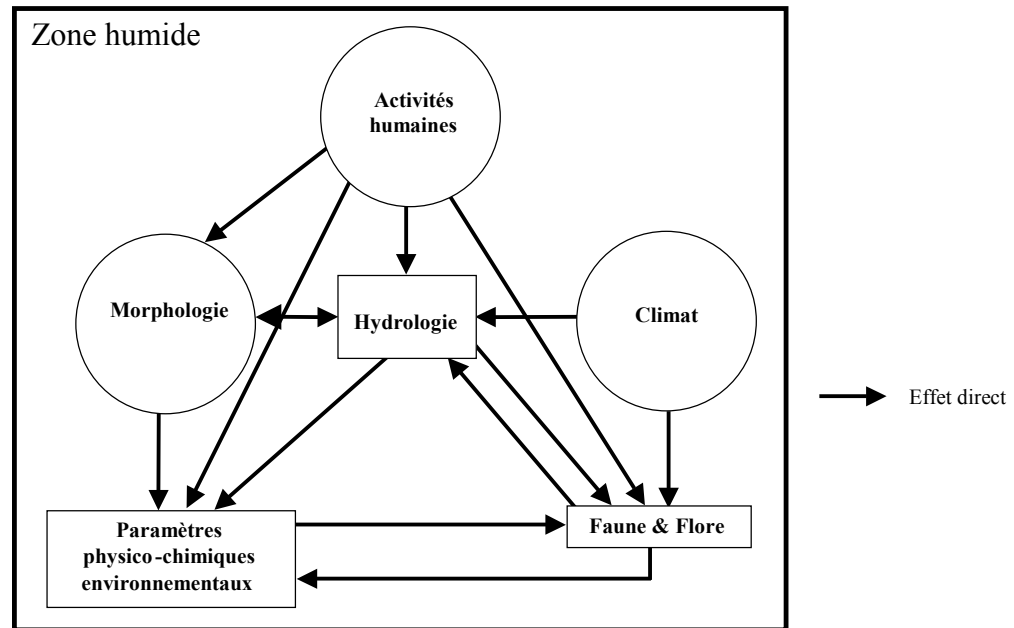 Zone humide
Activités
humaines
Morphologie
Hydrologie
Climat
Effet direct
Paramètres
physico-chimiques
environnementaux
Faune & Flore